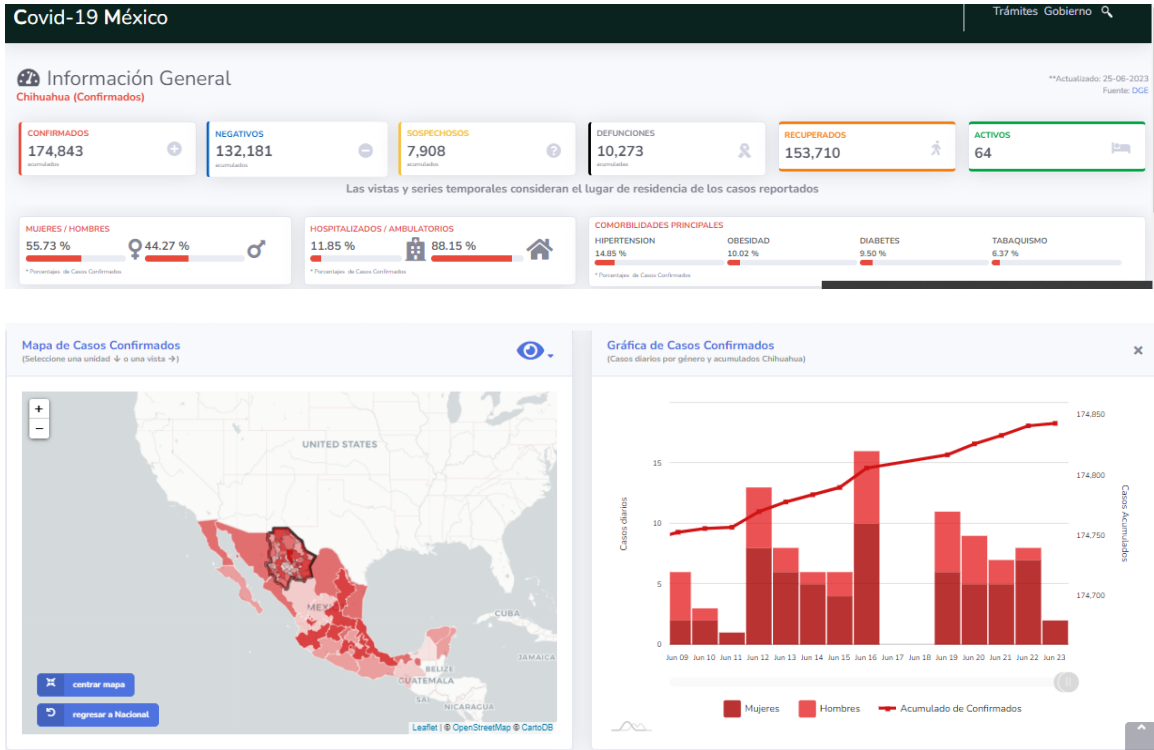 Covid-19 México
Trámites Gobierno
Información General
Chihuahua (Confirmados)
**Actualizado: 25-06-2023
Fuente: DGE
CONFIRMADOS
174,843
acumulados
NEGATIVOS
132,181
acumulados
SOSPECHOSOS
7,908
acumulados
DEFUNCIONES
10,273
acumuladas
RECUPERADOS
153,710
ACTIVOS
64
Las vistas y series temporales consideran el lugar de residencia de los casos reportados
MUJERES / HOMBRES
55.73 % 44.27 %
* Porcentajes de Casos Confirmados
HOSPITALIZADOS / AMBULATORIOS
11.85 % 88.15 %
* Porcentajes de Casos Confirmados
COMORBILIDADES PRINCIPALES
HIPERTENSION OBESIDAD DIABETES TABAQUISMO
14.85 % 10.02 % 9.50 % 6.37 %
* Porcentajes de Casos Confirmados
Mapa de Casos Confirmados
(Seleccione una unidad ↓ o una vista →)
+
−
UNITED STATES
CUBA
JAMAICA
BELIZE
GUATEMALA
NICARAGUA
centrar mapa
regresar a Nacional
Leaflet | © OpenStreetMap © CartoDB
Gráfica de Casos Confirmados
(Casos diarios por género y acumulados Chihuahua)
×
Casos diarios
15
10
5
0
174,850
174,800
174,750
174,700
Casos Acumulados
Jun 09 Jun 10 Jun 11 Jun 12 Jun 13 Jun 14 Jun 15 Jun 16 Jun 17 Jun 18 Jun 19 Jun 20 Jun 21 Jun 22 Jun 23
Mujeres Hombres Acumulado de Confirmados